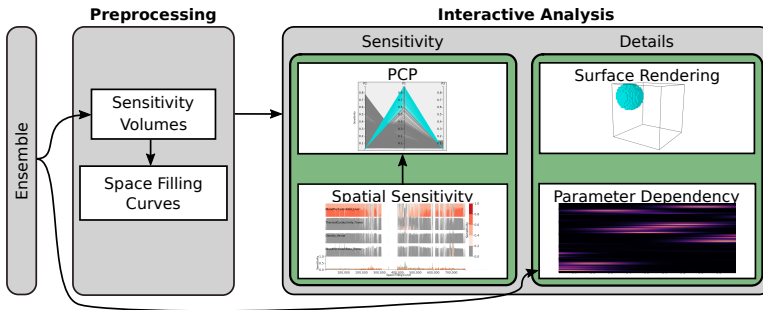 Preprocessing
Interactive Analysis
Ensemble
Sensitivity
Volumes
Space Filling
Curves
Sensitivity
Details
PCP
Surface Rendering
Spatial Sensitivity
Parameter Dependency